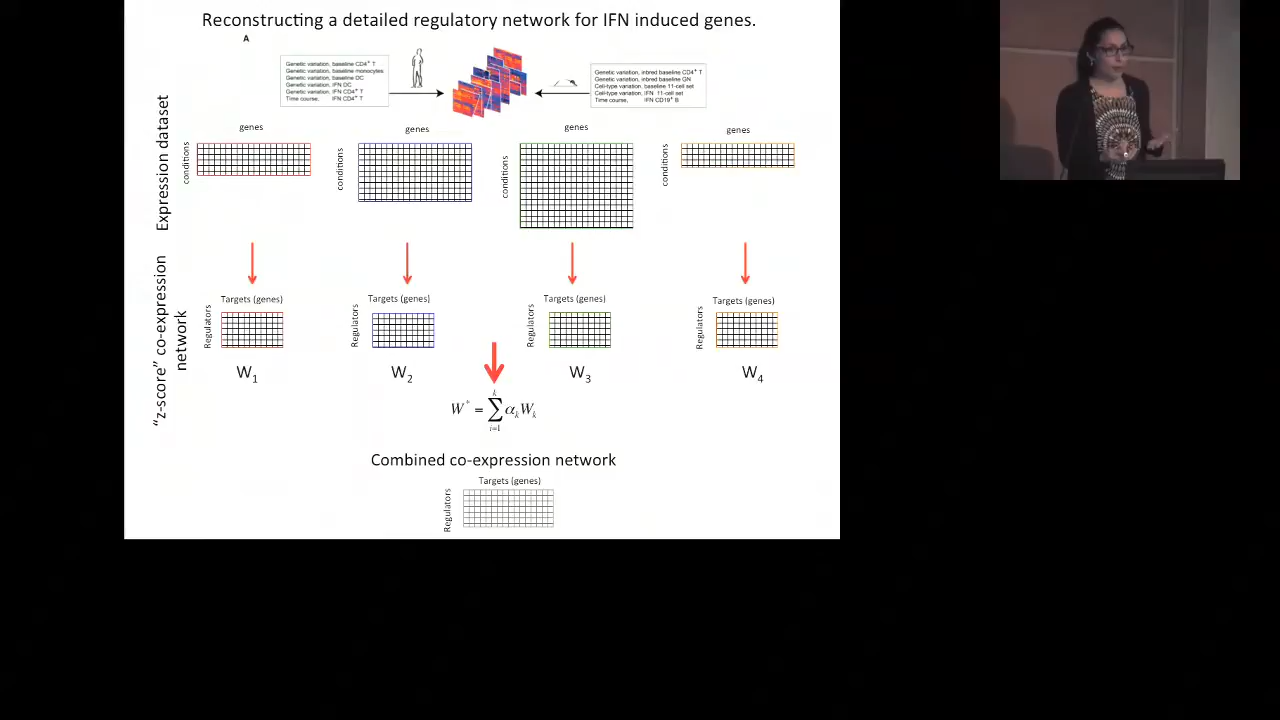 Reconstructing a detailed regulatory network for IFN induced genes.
A
Genetic variation, baseline CD4+ T
Genetic variation, baseline monocytes
Genetic variation, baseline DC
Genetic variation, IFN DC
Genetic variation, IFN CD4+ T
Time course, IFN CD4+ T
Genetic variation, inbred baseline CD4+ T
Genetic variation, inbred baseline GN
Cell-type variation, baseline 11-cell set
Cell-type variation, IFN 11-cell set
Time course, IFN CD19+ B
Expression dataset
genes
conditions
genes
conditions
genes
conditions
genes
conditions
"z-score" co-expression
network
Targets (genes)
Regulators
W1
Targets (genes)
Regulators
W2
Targets (genes)
Regulators
W3
Targets (genes)
Regulators
W4
W* = ∑ k i=1 αkWk
Combined co-expression network
Targets (genes)
Regulators